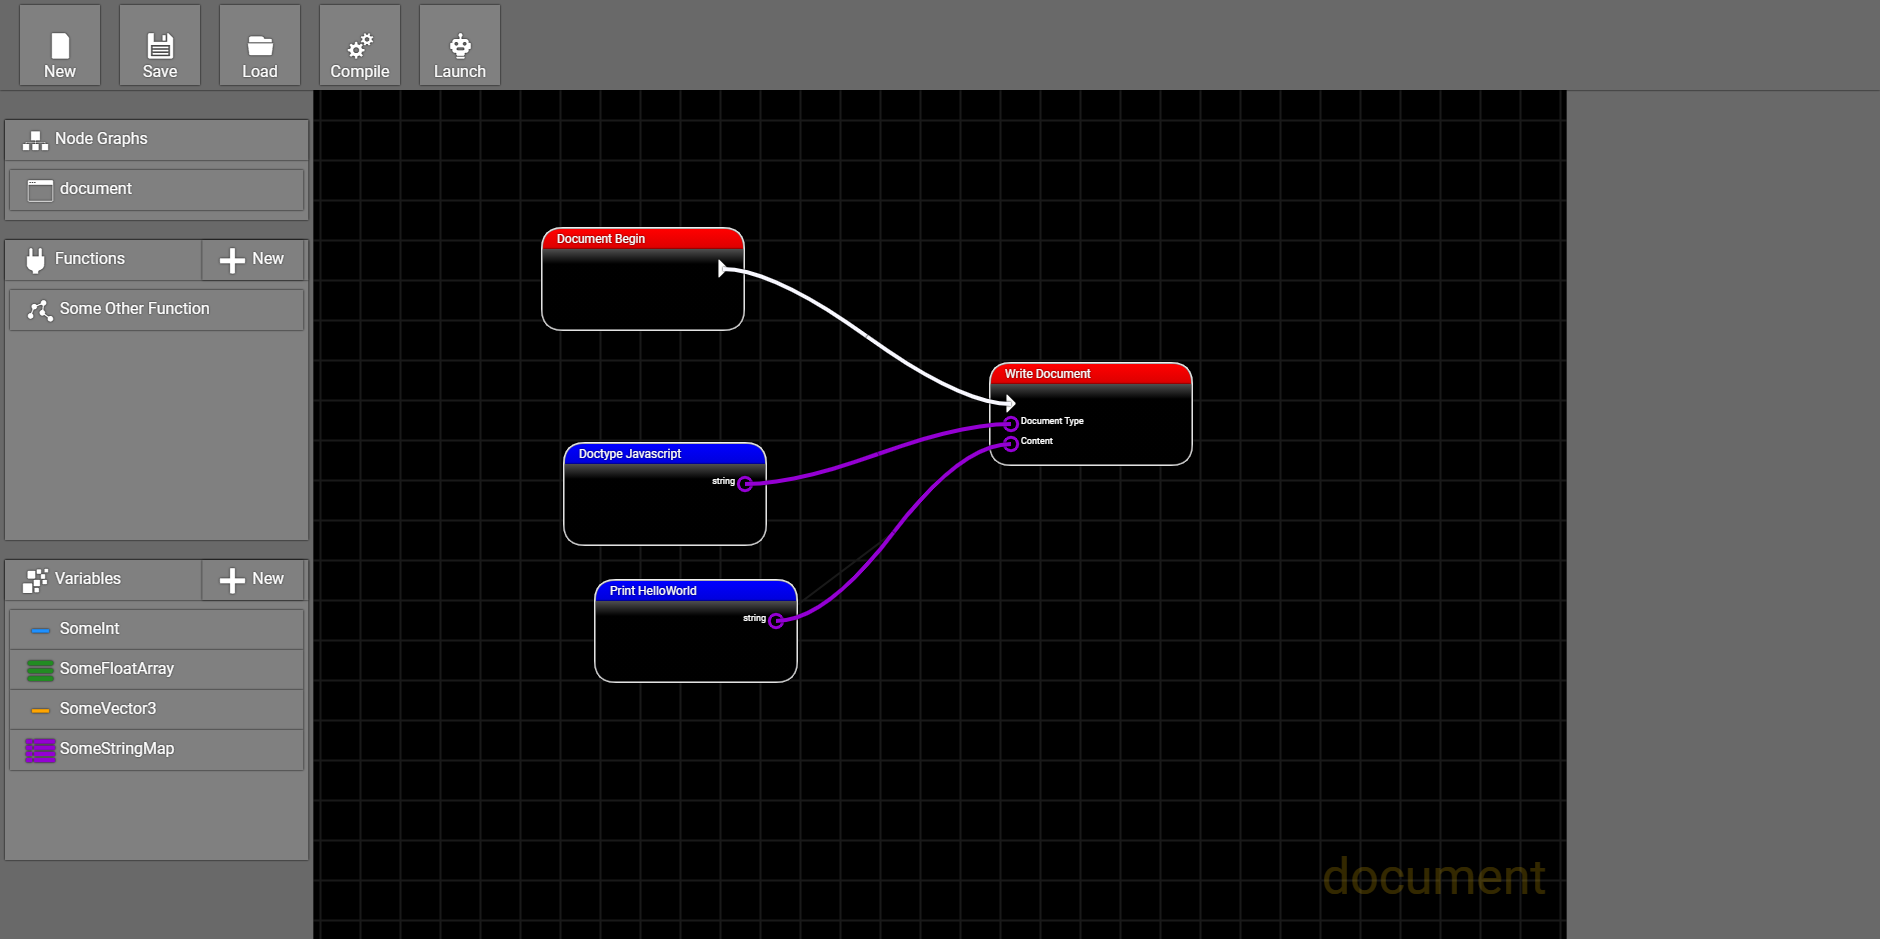 New
Save
Load
Compile
Launch
Node Graphs
document
Functions
New
Some Other Function
Variables
New
SomeInt
SomeFloatArray
SomeVector3
SomeStringMap
Document Begin
Write Document
Document Type
Content
Doctype Javascript
string
Print HelloWorld
string
document